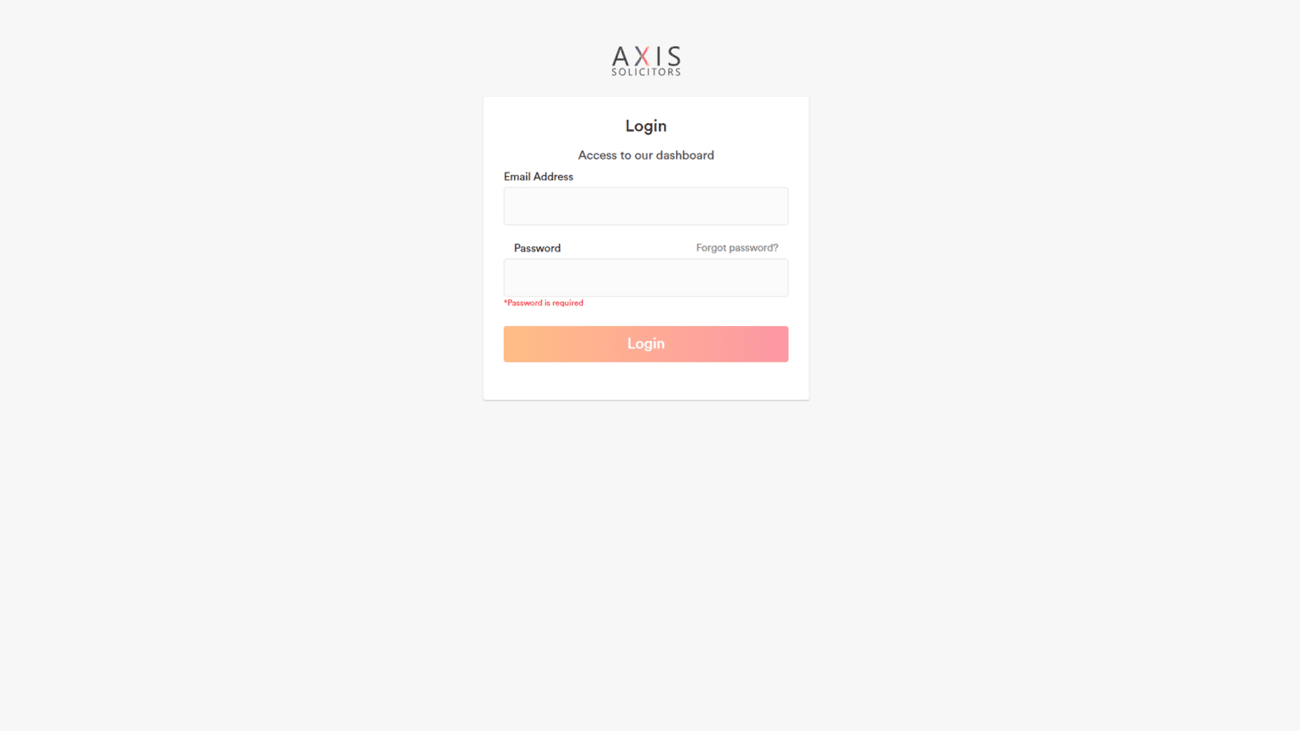 AXIS
SOLICITORS
Login
Access to our dashboard
Email Address
Password Forgot password?
*Password is required
Login